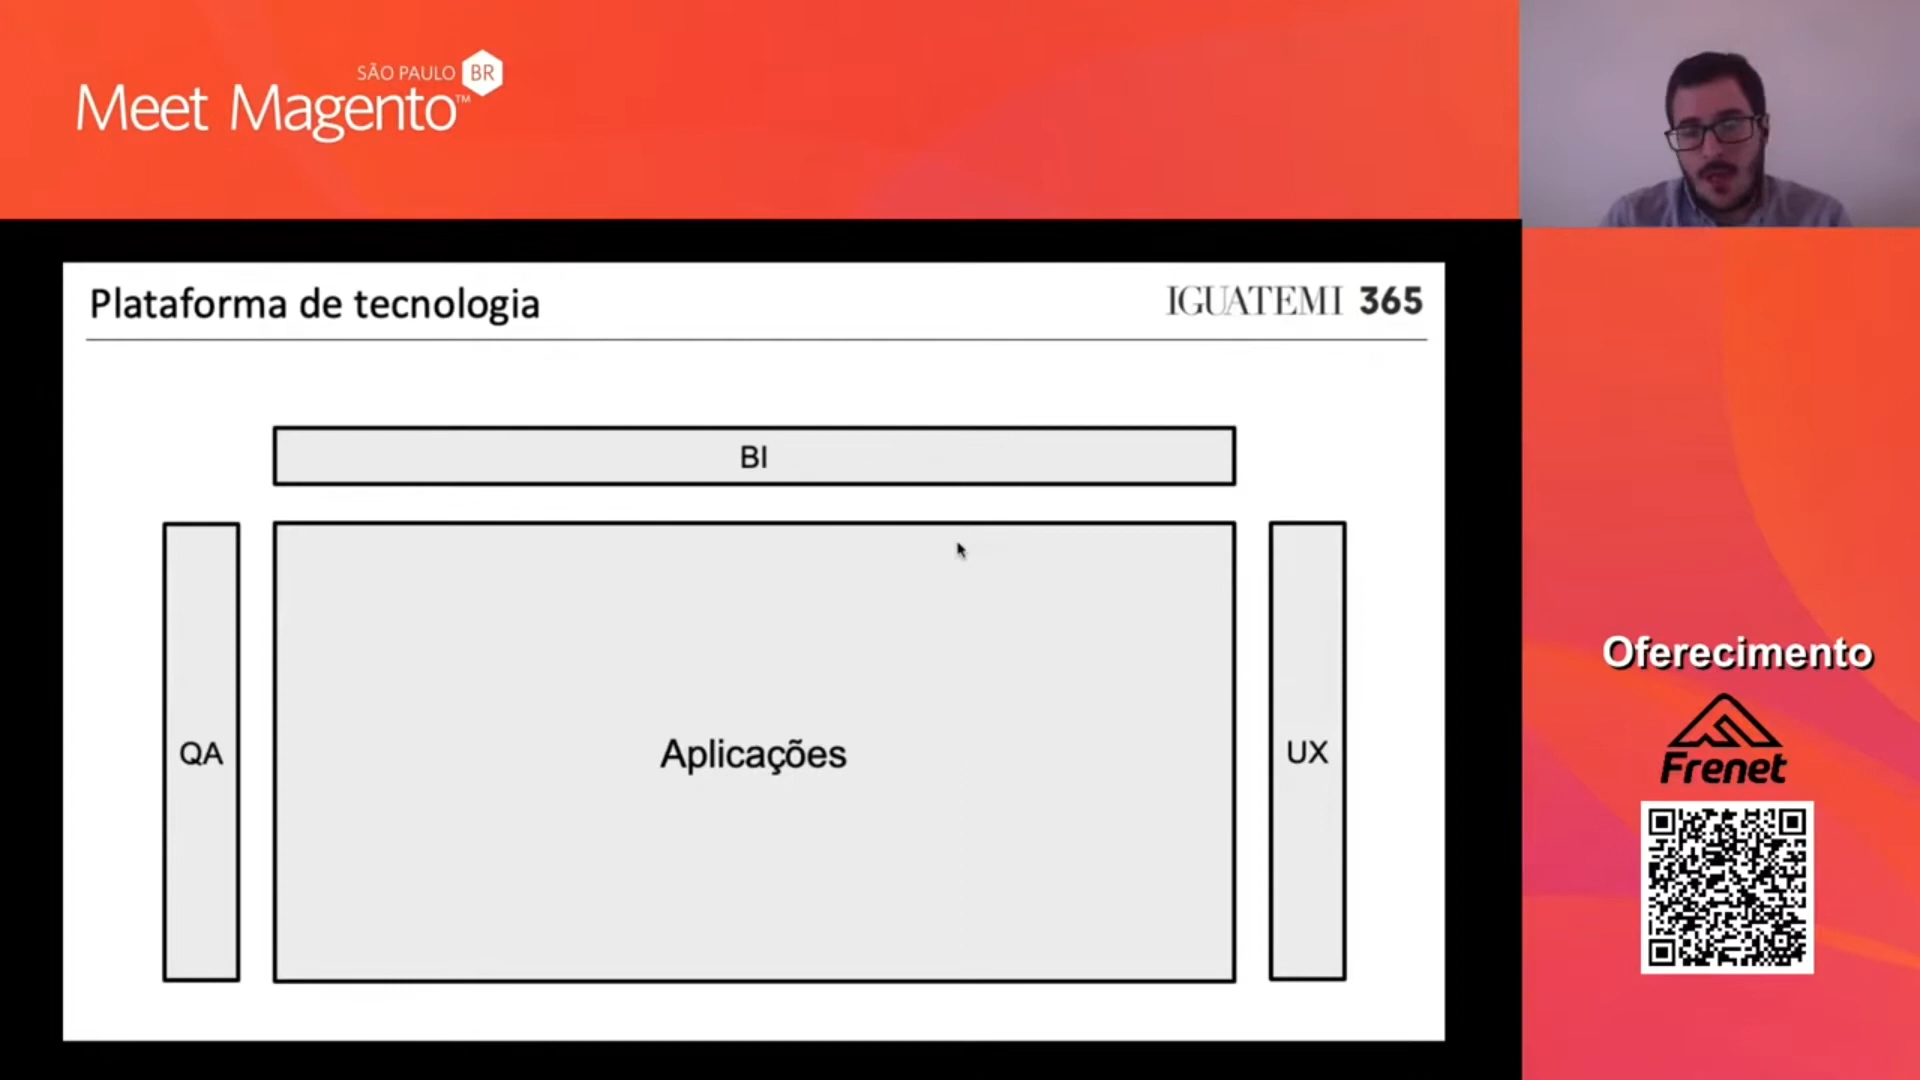 SÃO PAULO BR
Meet Magento™
Plataforma de tecnologia
IGUATEMI 365
BI
QA
Aplicações
UX
Oferecimento
Frenet